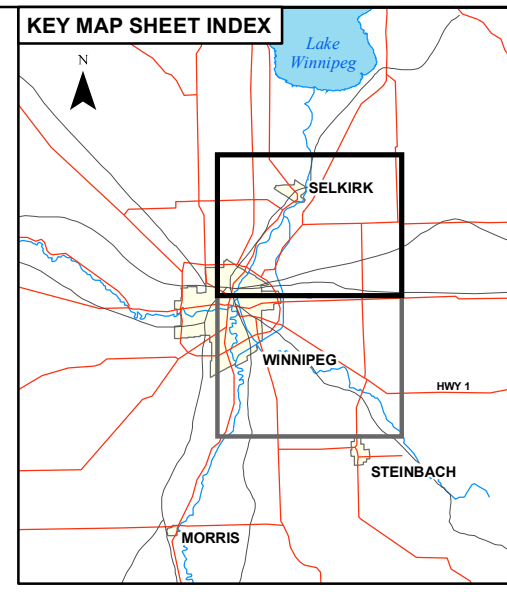 KEY MAP SHEET INDEX
Lake
Winnipeg
N
SELKIRK
WINNIPEG
HWY 1
STEINBACH
MORRIS